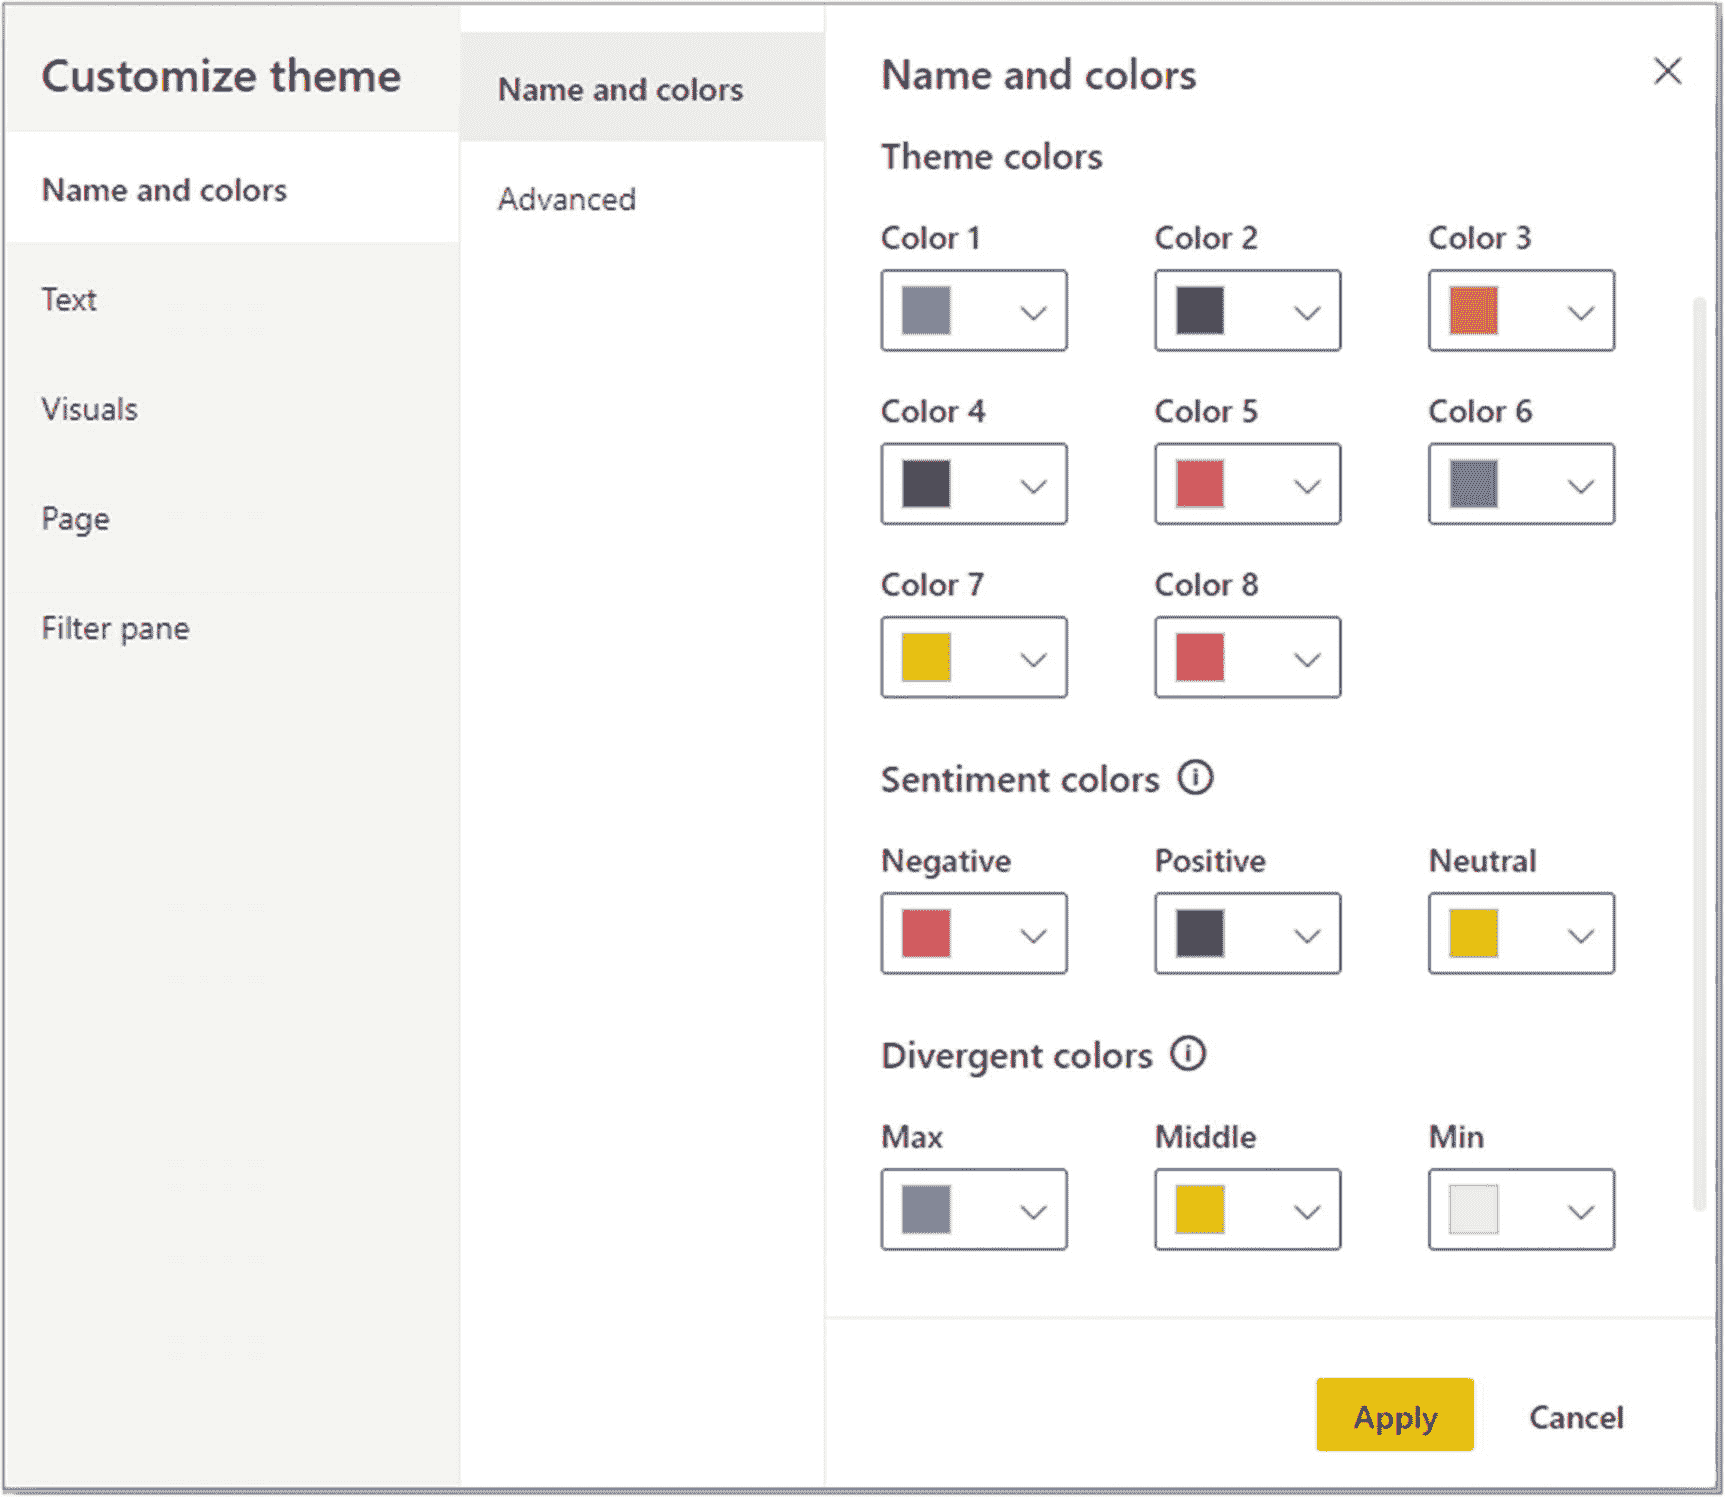 Customize theme
Name and colors
Text
Visuals
Page
Filter pane
Name and colors
Advanced
Name and colors
Theme colors
Color 1 Color 2 Color 3
Color 4 Color 5 Color 6
Color 7 Color 8
Sentiment colors
Negative Positive Neutral
Divergent colors
Max Middle Min
Apply Cancel